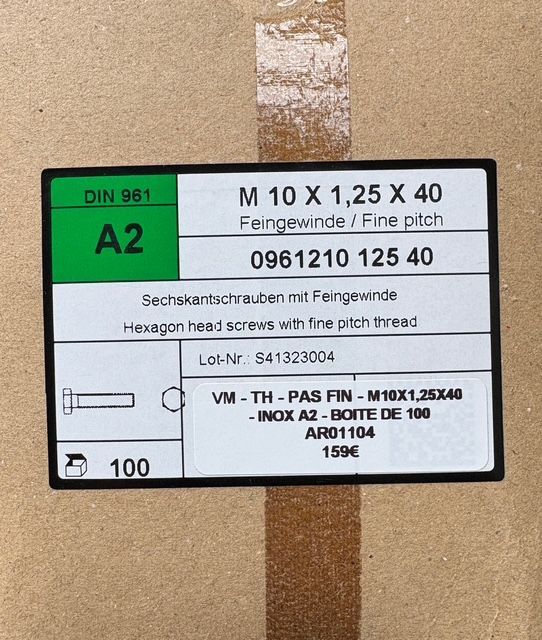 DIN 961
A2
M 10 X 1,25 X 40
Feingewinde / Fine pitch
0961210 125 40
Sechskantschrauben mit Feingewinde
Hexagon head screws with fine pitch thread
Lot-Nr.: S41323004
VM - TH - PAS FIN - M10X1,25X40
- INOX A2 - BOITE DE 100
AR01104
159€
100